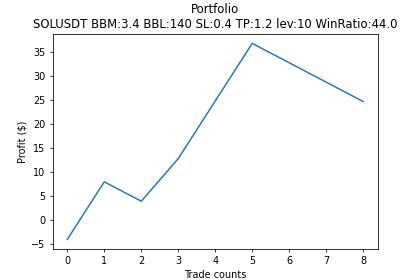 Portfolio
SOLUSDT BBM:3.4 BBL:140 SL:0.4 TP:1.2 lev:10 WinRatio:44.0
35
30
25
20
15
10
5
0
−5
Profit ($)
0 1 2 3 4 5 6 7 8
Trade counts